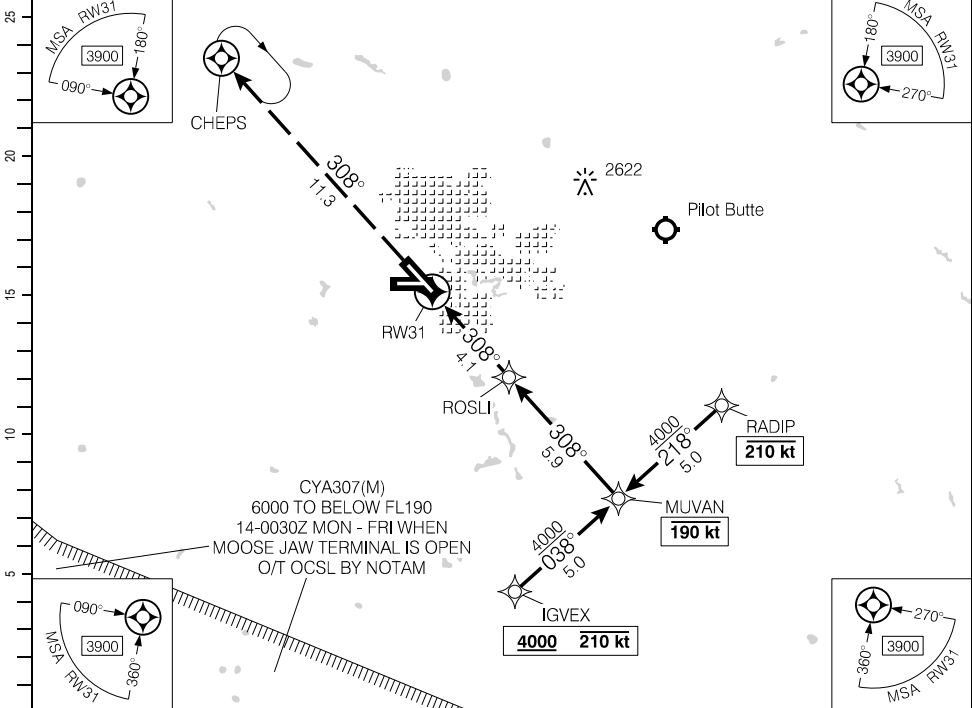 25
20
15
10
5
MSA RW31
3900
180°
090°
MSA RW31
3900
180°
270°
CHEPS
308°
11.3
2622
Pilot Butte
RW31
308°
4.1
ROSLI
308°
5.9
RADIP
210 kt
4000
218°
5.0
MUVAN
190 kt
4000
038°
5.0
IGVEX
4000 210 kt
CYA307(M)
6000 TO BELOW FL190
14-0030Z MON - FRI WHEN
MOOSE JAW TERMINAL IS OPEN
O/T OCSL BY NOTAM
090°
3900
360°
MSA RW31
270°
3900
360°
MSA RW31